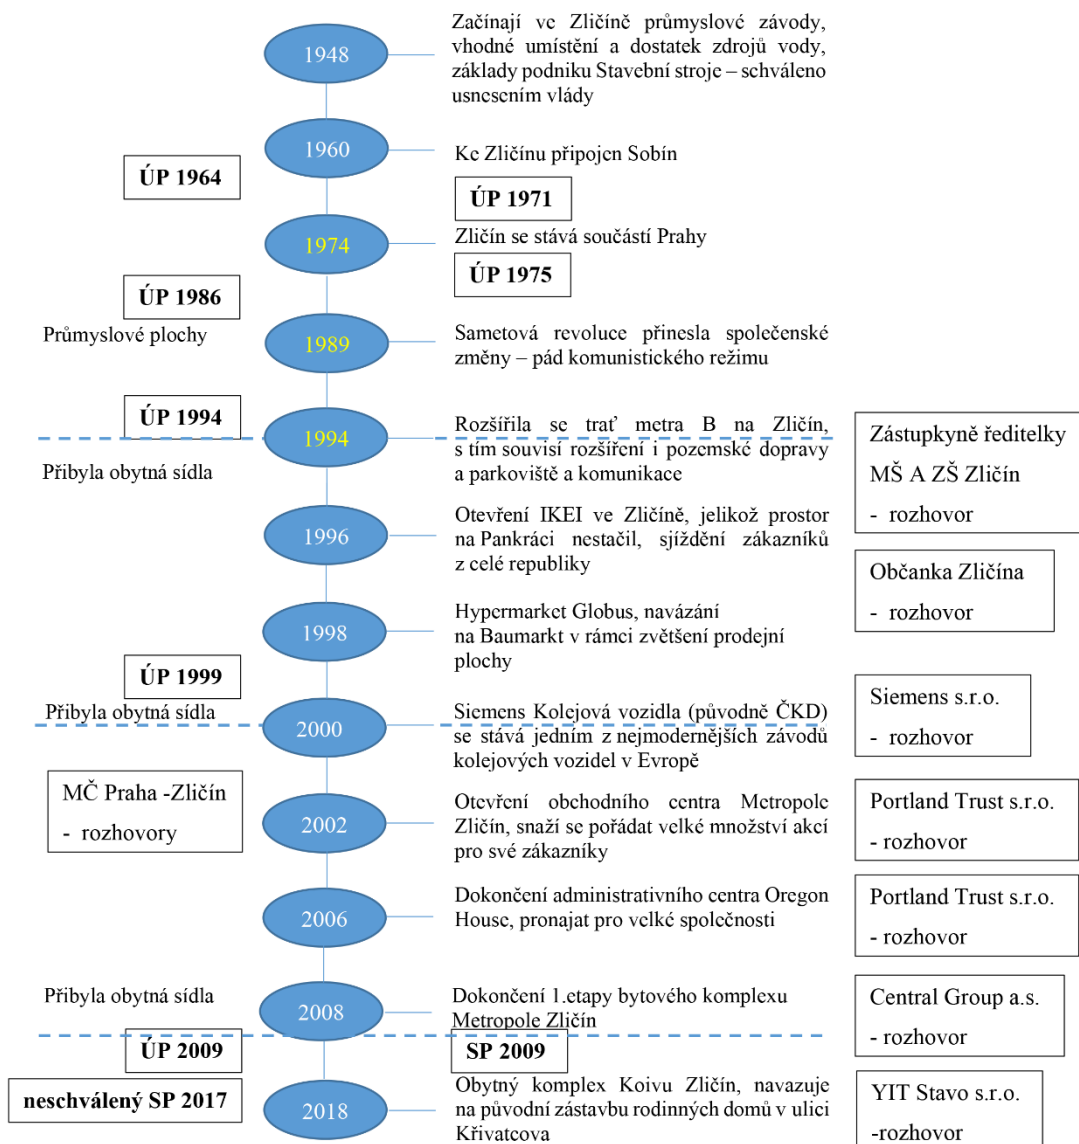 1948
Začínají ve Zličíně průmyslové závody,
vhodné umístění a dostatek zdrojů vody,
základy podniku Stavební stroje – schváleno
usnesením vlády
1960
Ke Zličínu připojen Sobín
ÚP 1964
ÚP 1971
1974
Zličín se stává součástí Prahy
ÚP 1975
ÚP 1986
Průmyslové plochy
1989
Sametová revoluce přinesla společenské
změny – pád komunistického režimu
ÚP 1994
1994
Rozšířila se trať metra B na Zličín,
s tím souvisí rozšíření i pozemské dopravy
a parkoviště a komunikace
Přibyla obytná sídla
Zástupkyně ředitelky
MŠ A ZŠ Zličín
- rozhovor
1996
Otevření IKEI ve Zličíně, jelikož prostor
na Pankráci nestačil, sjíždění zákazníků
z celé republiky
Občanka Zličína
- rozhovor
1998
Hypermarket Globus, navázání
na Baumarkt v rámci zvětšení prodejní
plochy
ÚP 1999
Přibyla obytná sídla
2000
Siemens Kolejová vozidla (původně ČKD)
se stává jedním z nejmodernějších závodů
kolejových vozidel v Evropě
Siemens s.r.o.
- rozhovor
MČ Praha -Zličín
- rozhovory
2002
Otevření obchodního centra Metropole
Zličín, snaží se pořádat velké množství akcí
pro své zákazníky
Portland Trust s.r.o.
- rozhovor
2006
Dokončení administrativního centra Oregon
House, pronajat pro velké společnosti
Portland Trust s.r.o.
- rozhovor
Přibyla obytná sídla
2008
Dokončení 1.etapy bytového komplexu
Metropole Zličín
Central Group a.s.
- rozhovor
ÚP 2009
SP 2009
neschválený SP 2017
2018
Obytný komplex Koivu Zličín, navazuje
na původní zástavbu rodinných domů v ulici
Křivatcova
YIT Stavo s.r.o.
-rozhovor